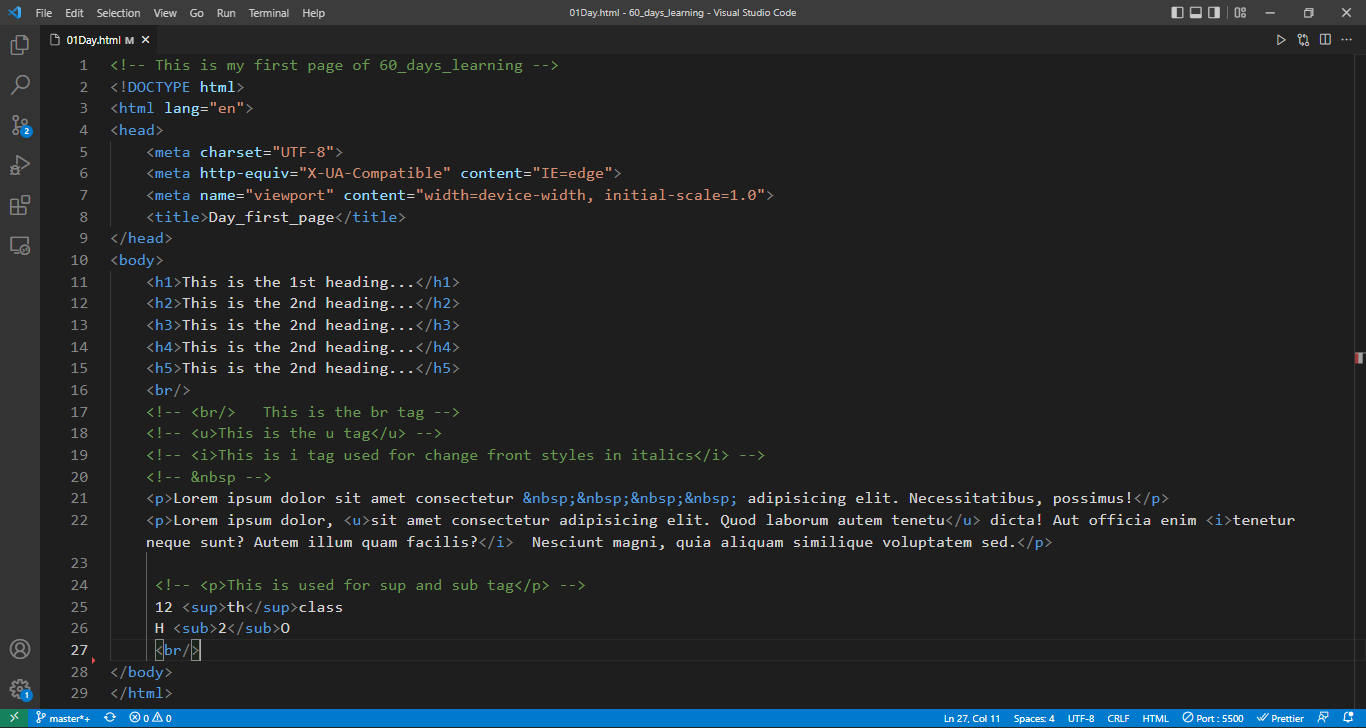 File Edit Selection View Go Run Terminal Help 01Day.html - 60_days_learning - Visual Studio Code
01Day.html M
1 <!-- This is my first page of 60_days_learning -->
2 <!DOCTYPE html>
3 <html lang="en">
4 <head>
5 <meta charset="UTF-8">
6 <meta http-equiv="X-UA-Compatible" content="IE=edge">
7 <meta name="viewport" content="width=device-width, initial-scale=1.0">
8 <title>Day_first_page</title>
9 </head>
10 <body>
11 <h1>This is the 1st heading...</h1>
12 <h2>This is the 2nd heading...</h2>
13 <h3>This is the 2nd heading...</h3>
14 <h4>This is the 2nd heading...</h4>
15 <h5>This is the 2nd heading...</h5>
16 <br/>
17 <!-- <br/>   This is the br tag -->
18 <!-- <u>This is the u tag</u> -->
19 <!-- <i>This is i tag used for change front styles in italics</i> -->
20 <!-- &nbsp -->
21 <p>Lorem ipsum dolor sit amet consectetur &nbsp;&nbsp;&nbsp;&nbsp; adipisicing elit. Necessitatibus, possimus!</p>
22 <p>Lorem ipsum dolor, <u>sit amet consectetur adipisicing elit. Quod laborum autem tenetu</u> dicta! Aut officia enim <i>tenetur
neque sunt? Autem illum quam facilis?</i>  Nesciunt magni, quia aliquam similique voluptatem sed.</p>
23
24 <!-- <p>This is used for sup and sub tag</p> -->
25 12 <sup>th</sup>class
26 H <sub>2</sub>O
27 <br/>
28 </body>
29 </html>
2
1
master*+ 0 0 Ln 27, Col 11 Spaces: 4 UTF-8 CRLF HTML Port : 5500 Prettier